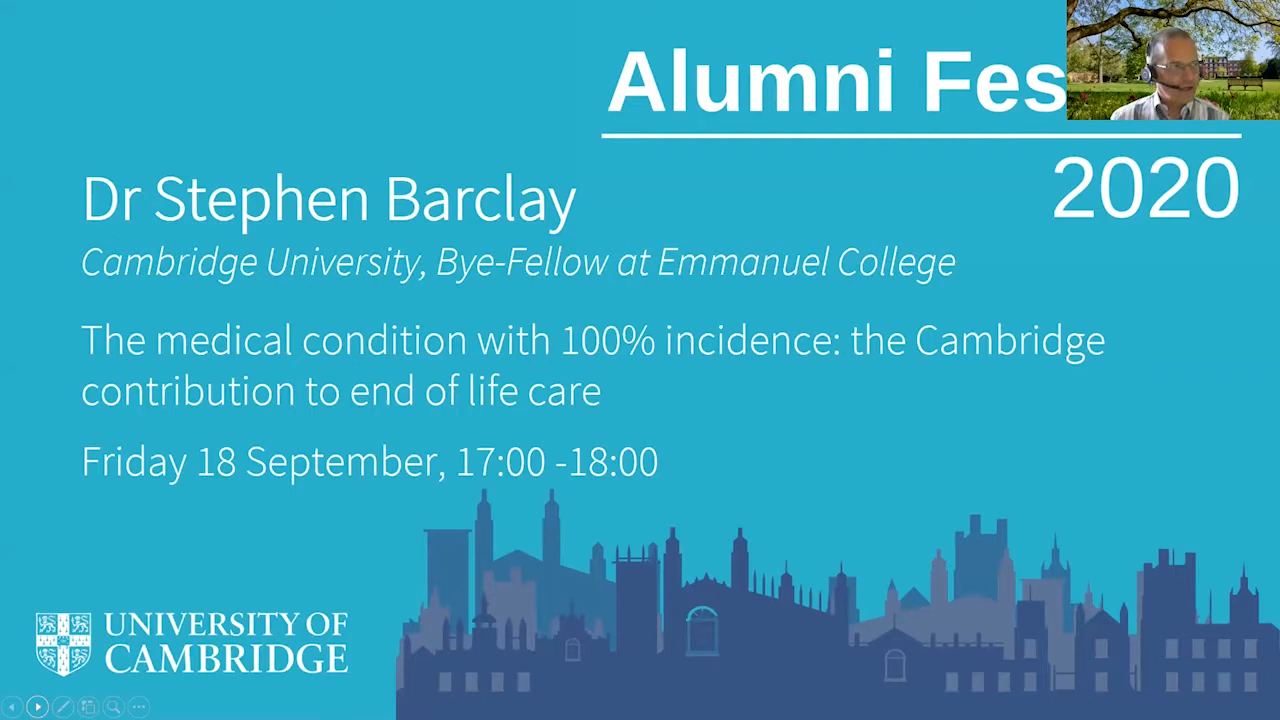 Alumni Fes
2020
Dr Stephen Barclay
Cambridge University, Bye-Fellow at Emmanuel College
The medical condition with 100% incidence: the Cambridge
contribution to end of life care
Friday 18 September, 17:00 -18:00
UNIVERSITY OF
CAMBRIDGE